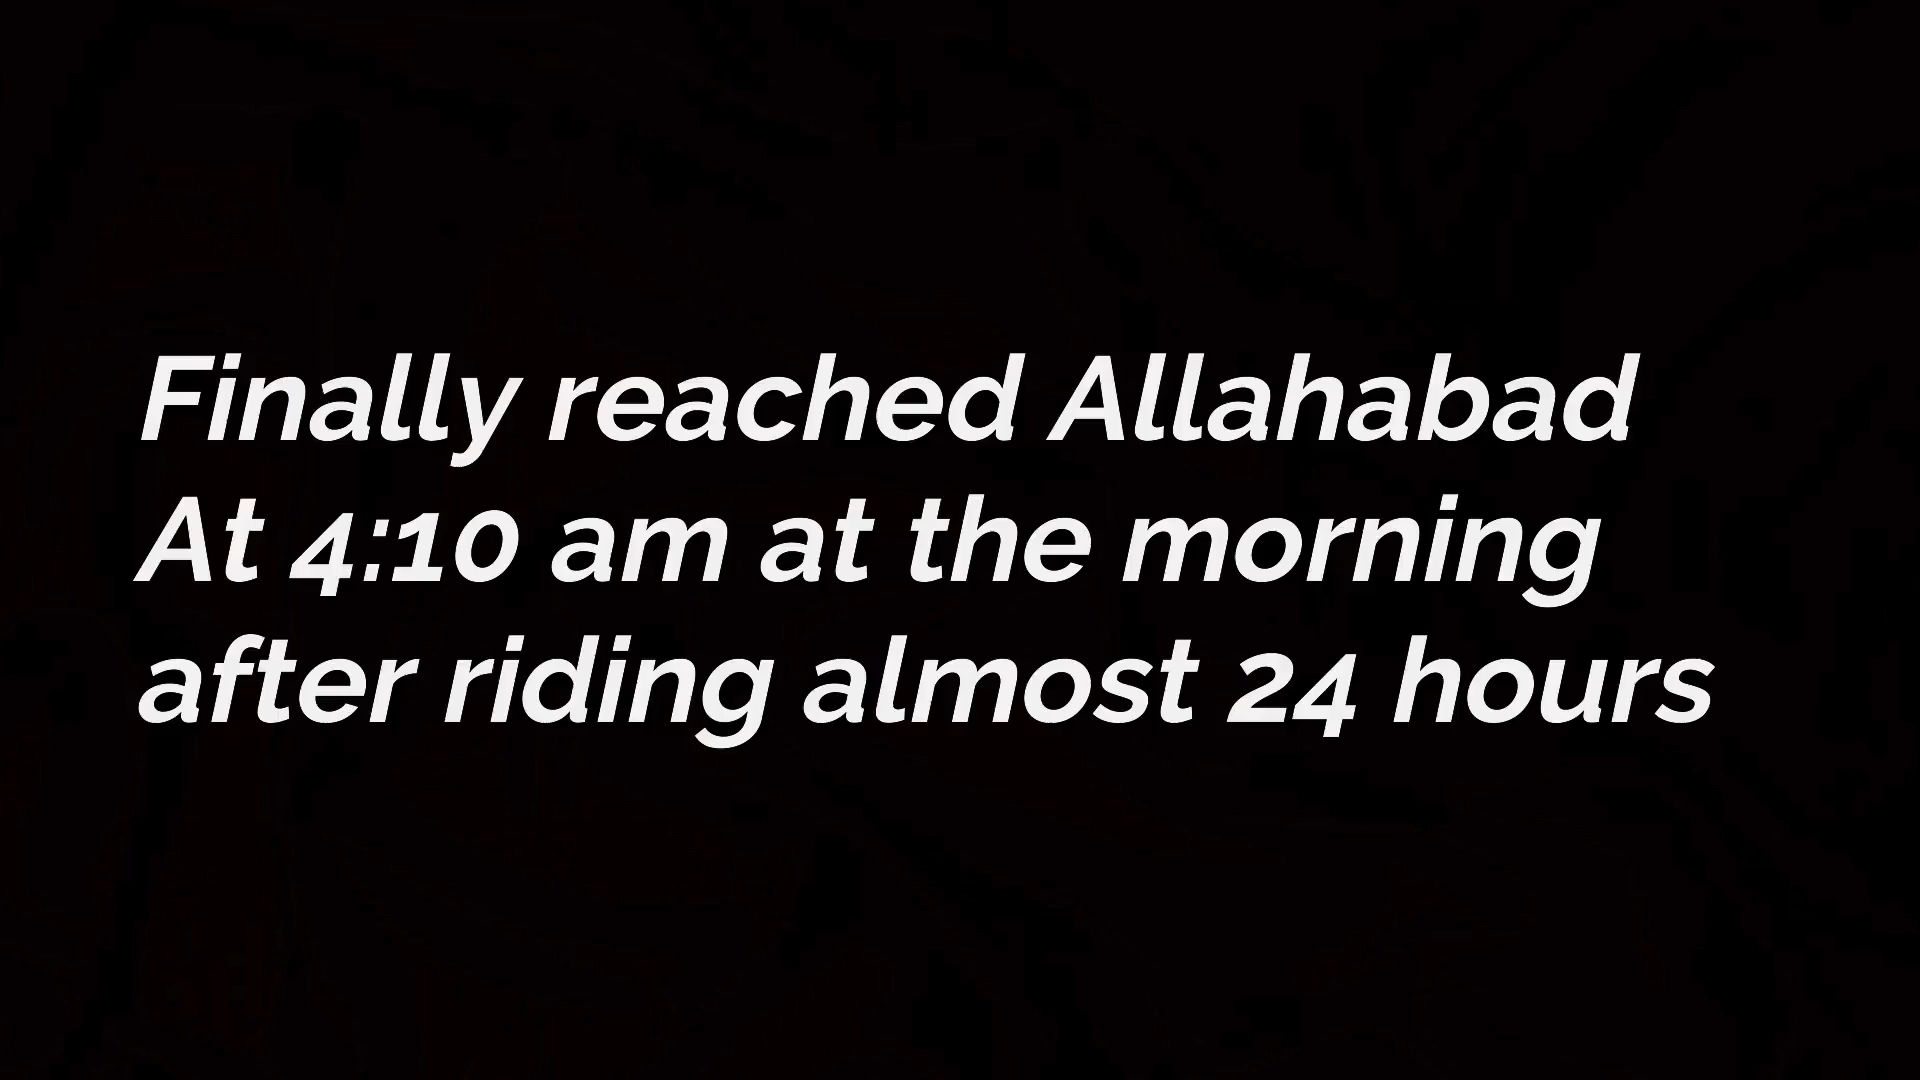 Finally reached Allahabad
At 4:10 am at the morning
after riding almost 24 hours